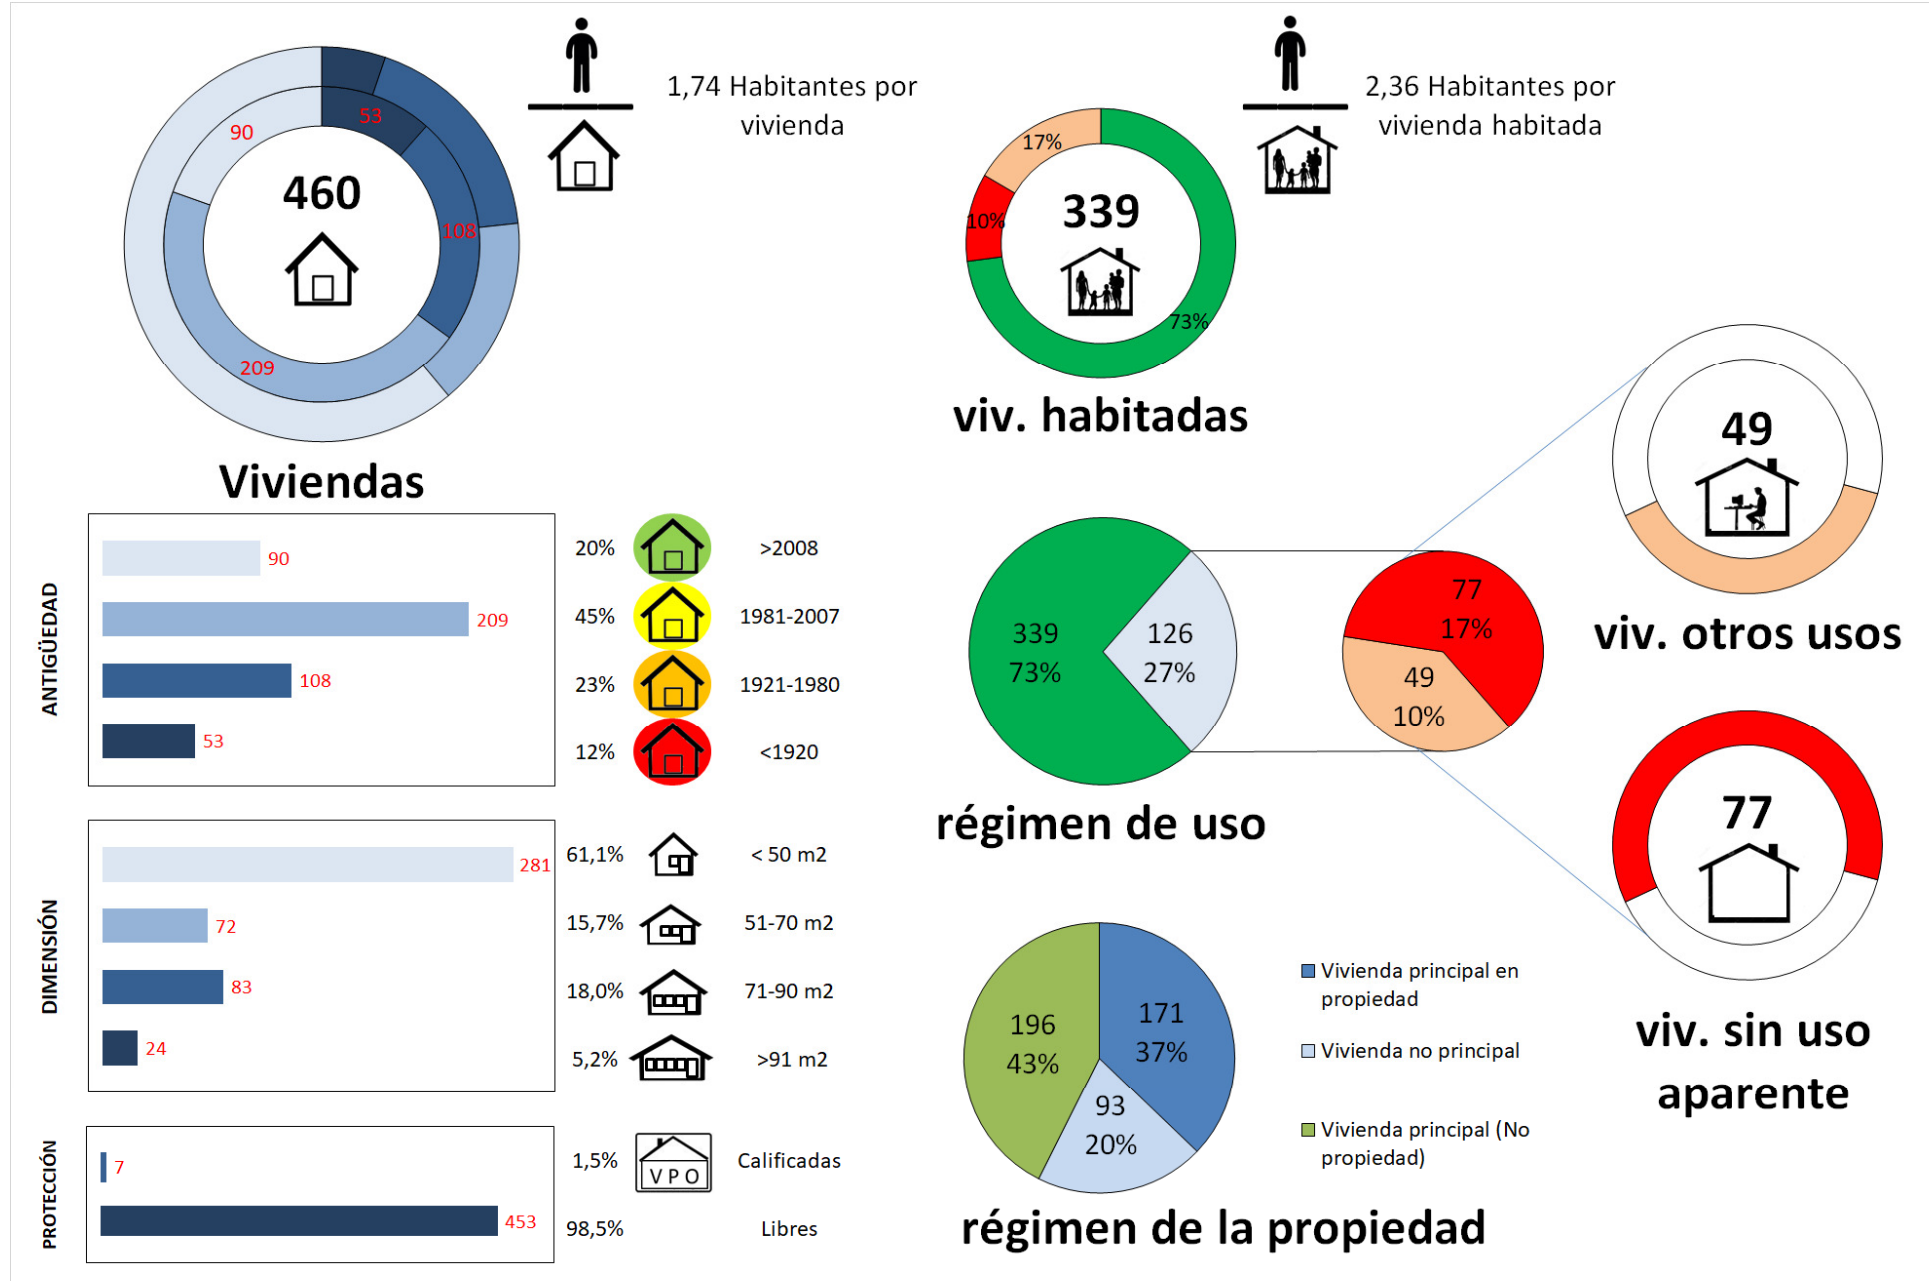 90
53
108
209
460
Viviendas
1,74 Habitantes por
vivienda
17%
10%
73%
339
viv. habitadas
2,36 Habitantes por
vivienda habitada
ANTIGÜEDAD
90
20%
>2008
209
45%
1981-2007
108
23%
1921-1980
53
12%
<1920
DIMENSIÓN
281
61,1%
< 50 m2
72
15,7%
51-70 m2
83
18,0%
71-90 m2
24
5,2%
>91 m2
PROTECCIÓN
7
1,5%
VPO
Calificadas
453
98,5%
Libres
339
73%
126
27%
77
17%
49
10%
régimen de uso
49
viv. otros usos
77
viv. sin uso
aparente
196
43%
171
37%
93
20%
Vivienda principal en
propiedad
Vivienda no principal
Vivienda principal (No
propiedad)
régimen de la propiedad